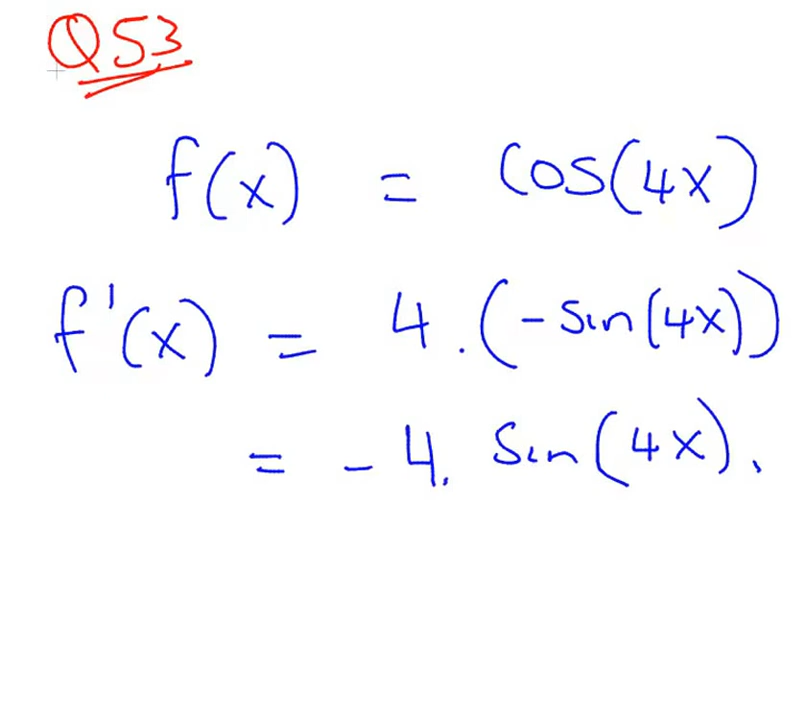 Q53
f(x) = cos(4x)
f'(x) = 4.(-sin(4x))
= -4. sin(4x).